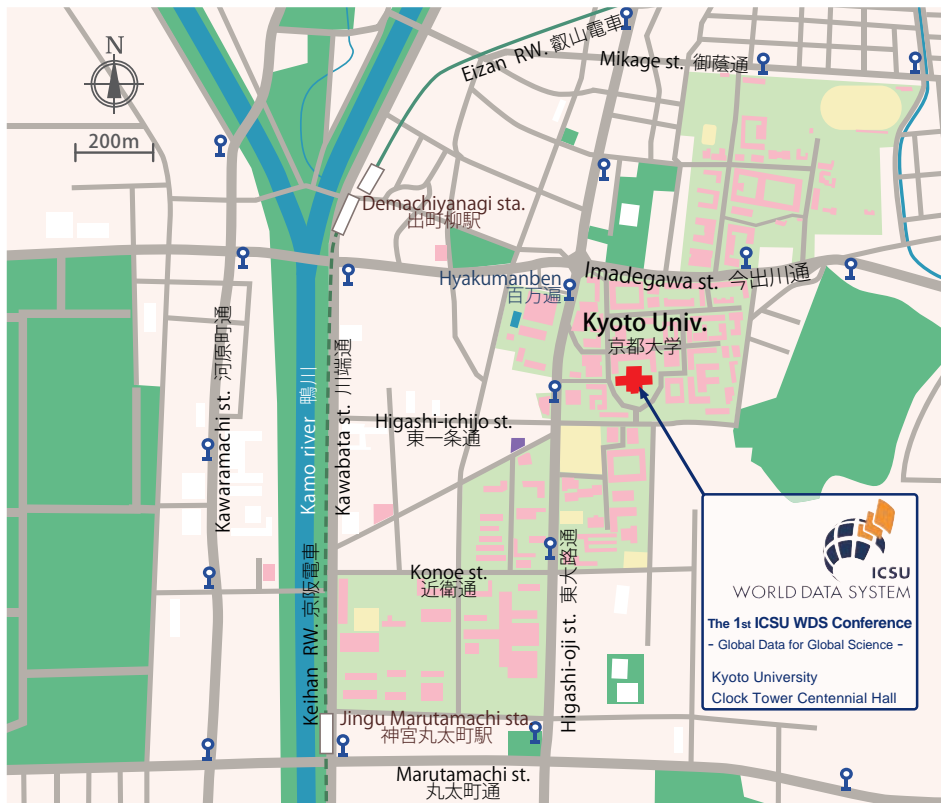 N
200m
Eizan RW. 叡山電車
Mikage st. 御蔭通
Demachiyanagi sta.
出町柳駅
Hyakumanben
百万遍
Imadegawa st. 今出川通
Kyoto Univ.
京都大学
Kawaramachi st. 河原町通
Kamo river 鴨川
Kawabata st. 川端通
Higashi-ichijo st.
東一条通
Keihan RW. 京阪電車
Konoe st.
近衛通
Higashi-oji st. 東大路通
ICSU
WORLD DATA SYSTEM
The 1st ICSU WDS Conference
- Global Data for Global Science -
Kyoto University
Clock Tower Centennial Hall
Jingu Marutamachi sta.
神宮丸太町駅
Marutamachi st.
丸太町通